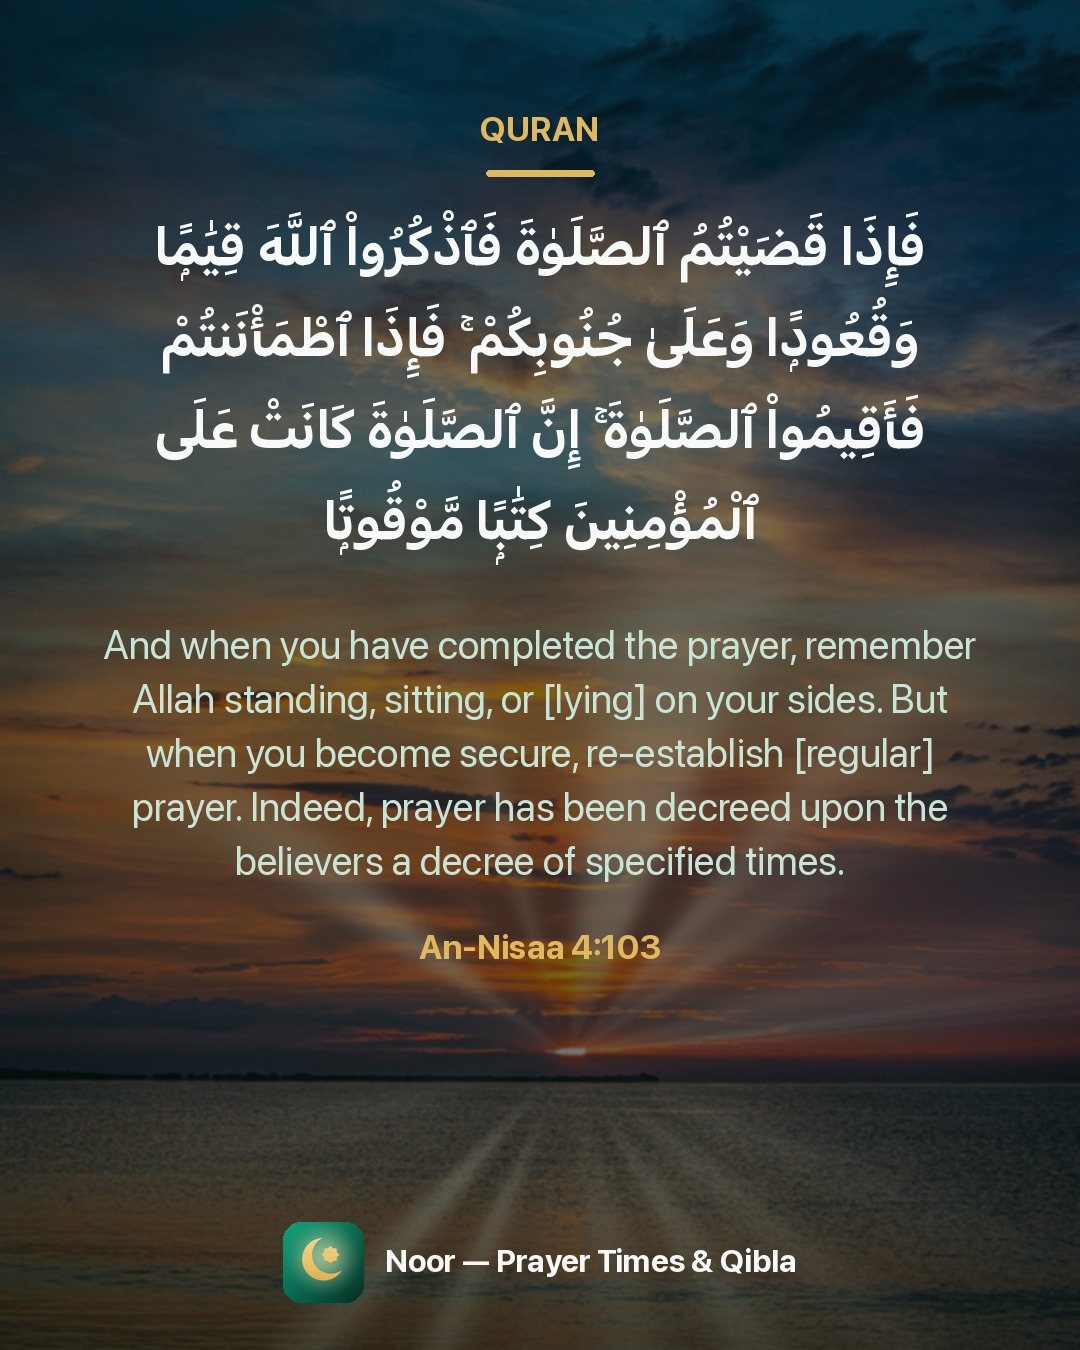 QURAN
فَإِذَا قَضَيْتُمُ ٱلصَّلَوٰةَ فَٱذْكُرُوا۟ ٱللَّهَ قِيَٰمًۭا
وَقُعُودًۭا وَعَلَىٰ جُنُوبِكُمْ ۚ فَإِذَا ٱطْمَأْنَنتُمْ
فَأَقِيمُوا۟ ٱلصَّلَوٰةَ ۚ إِنَّ ٱلصَّلَوٰةَ كَانَتْ عَلَى
ٱلْمُؤْمِنِينَ كِتَٰبًۭا مَّوْقُوتًۭا
And when you have completed the prayer, remember
Allah standing, sitting, or [lying] on your sides. But
when you become secure, re-establish [regular]
prayer. Indeed, prayer has been decreed upon the
believers a decree of specified times.
An-Nisaa 4:103
Noor — Prayer Times & Qibla